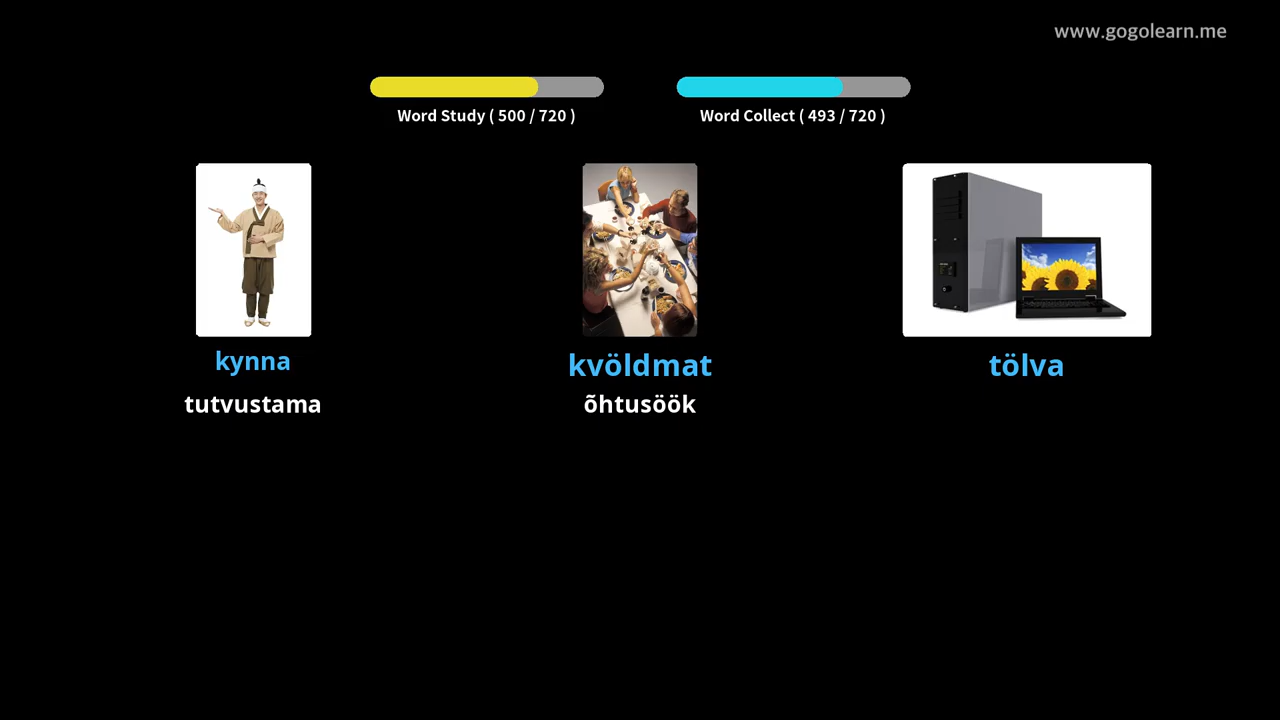 www.gogolearn.me
Word Study ( 500 / 720 )
Word Collect ( 493 / 720 )
kynna
kvöldmat
tölva
tutvustama
õhtusöök